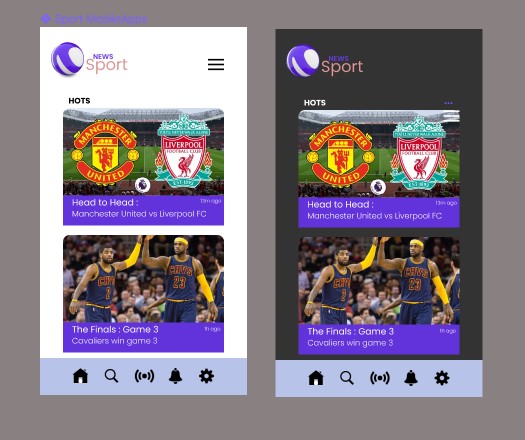 Sport MobileApps
NEWS
Sport
HOTS
MANCHESTER
UNITED
YOU'LL NEVER WALK ALONE
LIVERPOOL
FOOTBALL CLUB
EST·1892
Head to Head :
13m ago
Manchester United vs Liverpool FC
CAVS
2
CAVS
23
The Finals : Game 3
1h ago
Cavaliers win game 3
NEWS
Sport
HOTS
...
MANCHESTER
UNITED
YOU'LL NEVER WALK ALONE
LIVERPOOL
FOOTBALL CLUB
EST·1892
Head to Head :
13m ago
Manchester United vs Liverpool FC
CAVS
2
CAVS
23
The Finals : Game 3
1h ago
Cavaliers win game 3